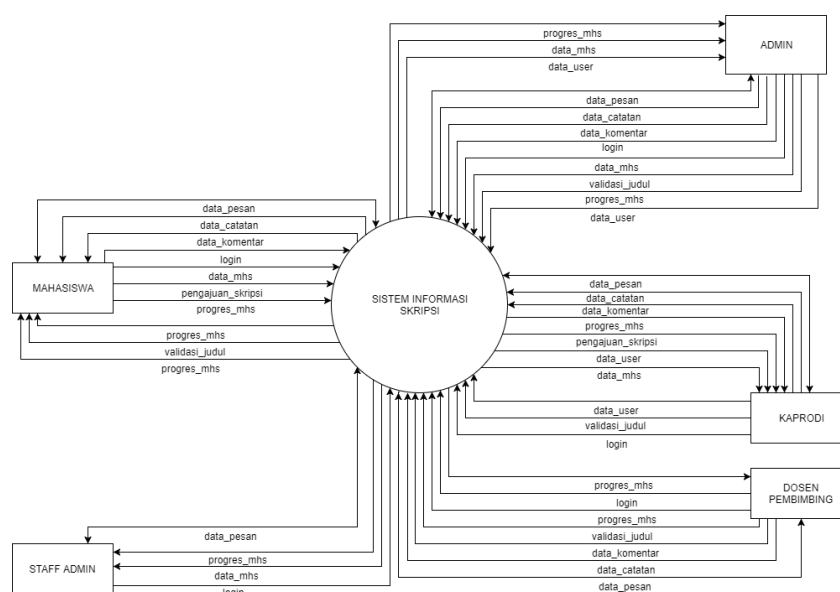 progres_mhs
data_mhs
data_user
ADMIN
data_pesan
data_catatan
data_komentar
login
data_mhs
validasi_judul
progres_mhs
data_user
data_pesan
data_catatan
data_komentar
login
data_mhs
pengajuan_skripsi
progres_mhs
MAHASISWA
progres_mhs
validasi_judul
progres_mhs
SISTEM INFORMASI
SKRIPSI
data_pesan
data_catatan
data_komentar
progres_mhs
pengajuan_skripsi
data_user
data_mhs
KAPRODI
data_user
validasi_judul
login
DOSEN
PEMBIMBING
progres_mhs
login
progres_mhs
validasi_judul
data_komentar
data_catatan
data_pesan
data_pesan
progres_mhs
data_mhs
login
STAFF ADMIN